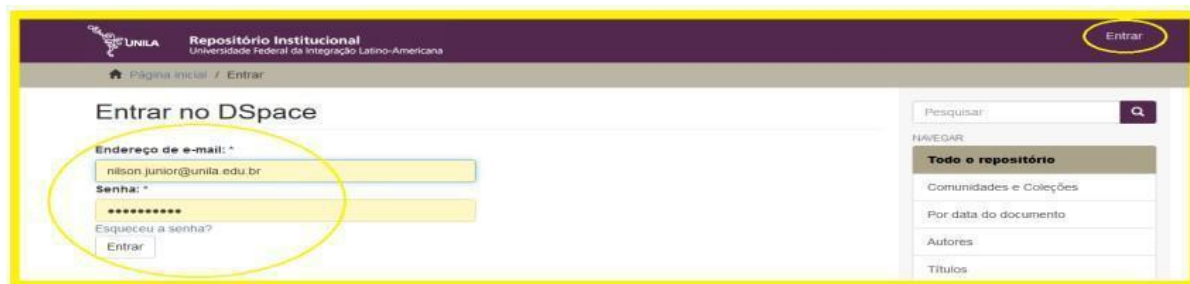 UNILA
Repositório Institucional
Universidade Federal da Integração Latino-Americana
Entrar
Página inicial / Entrar
Entrar no DSpace
Endereço de e-mail: *
nilson.junior@unila.edu.br
Senha: *
••••••••••
Esqueceu a senha?
Entrar
Pesquisar
NAVEGAR
Todo o repositório
Comunidades e Coleções
Por data do documento
Autores
Títulos